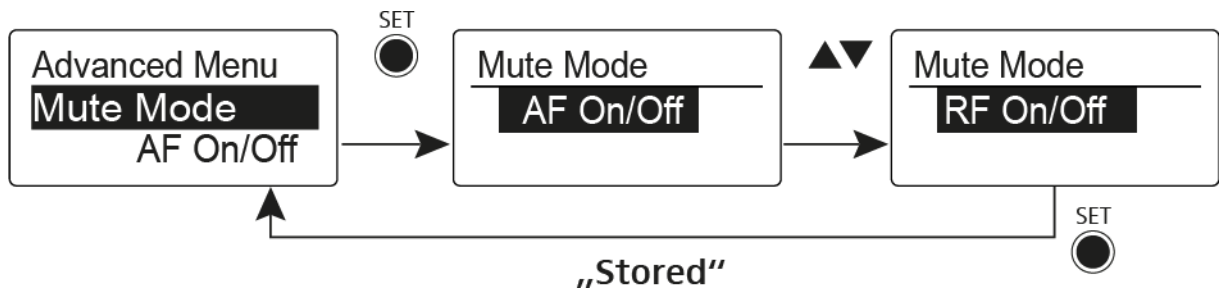 SET
Advanced Menu
Mute Mode
AF On/Off
Mute Mode
AF On/Off
Mute Mode
RF On/Off
SET
„Stored“